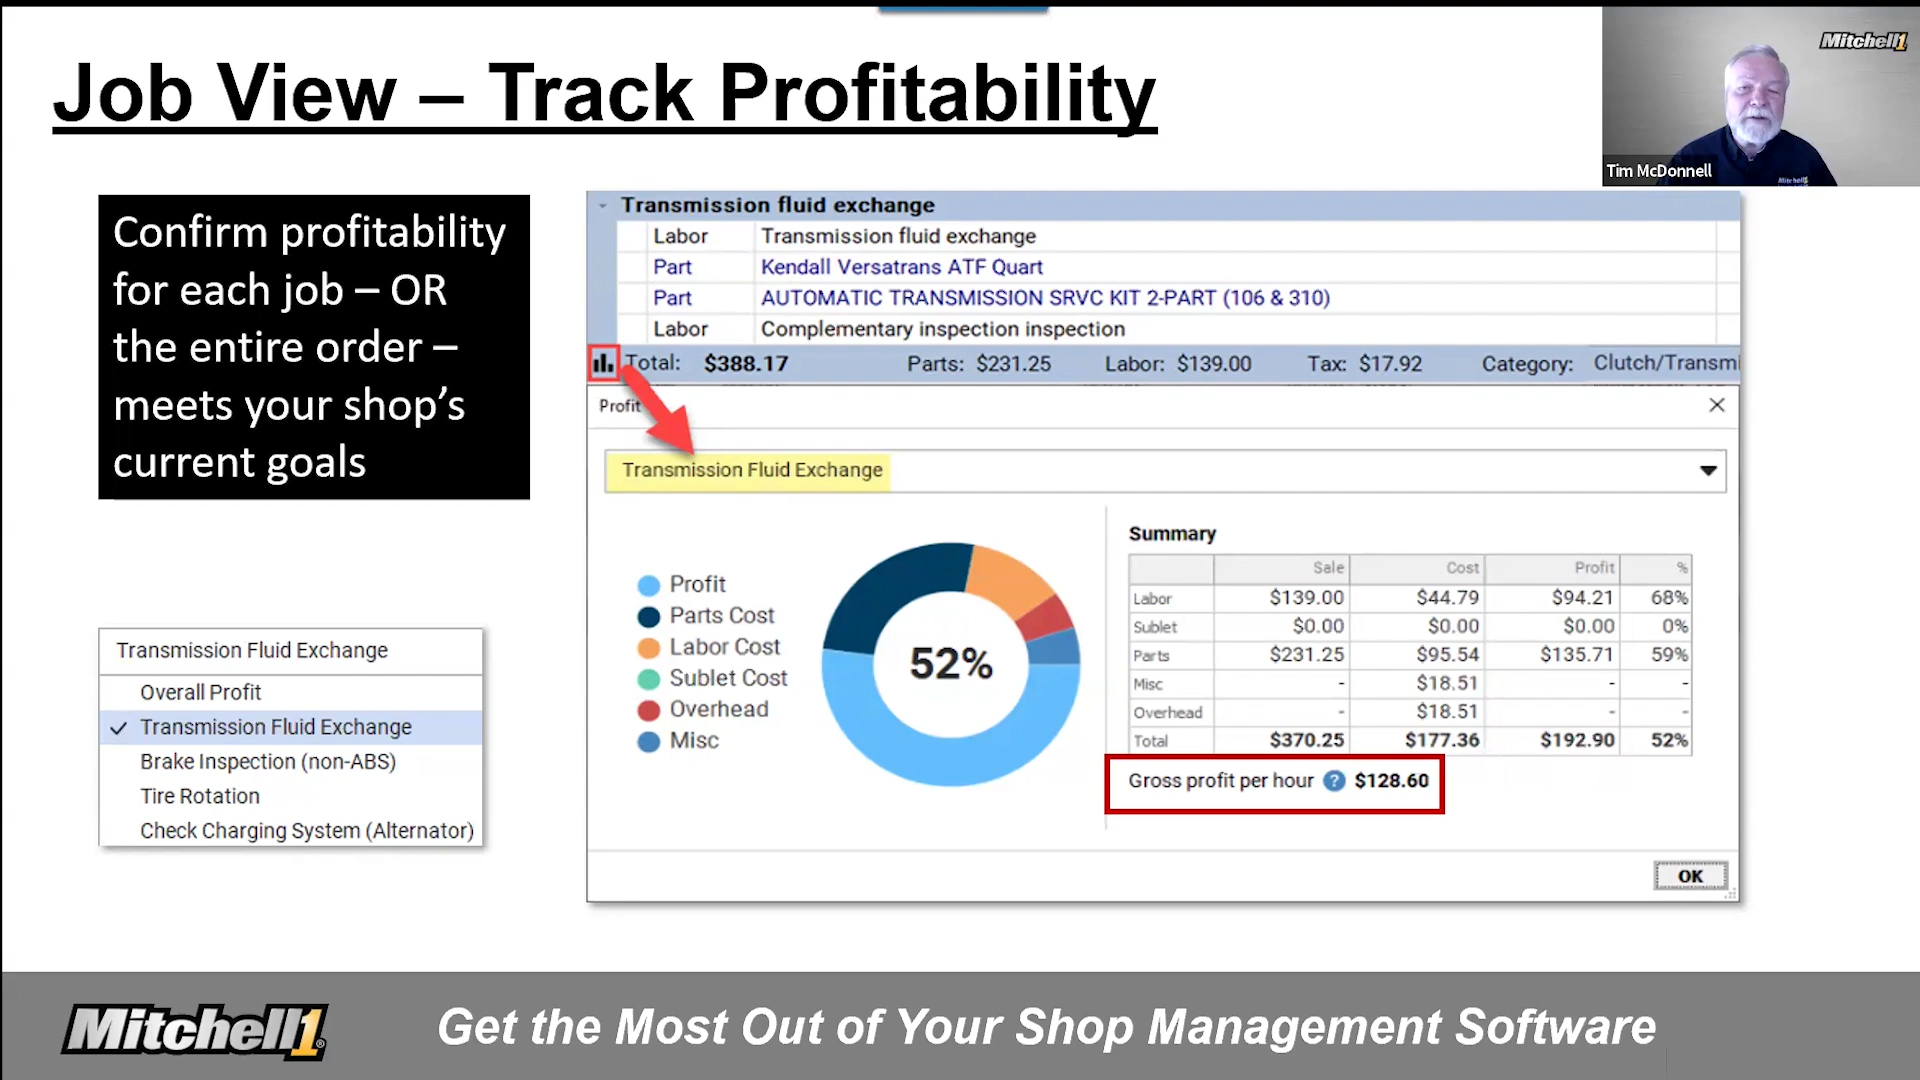 Job View – Track Profitability
Mitchell1
Tim McDonnell
Mitchell1
Confirm profitability
for each job – OR
the entire order –
meets your shop’s
current goals
Transmission Fluid Exchange
Overall Profit
Transmission Fluid Exchange
Brake Inspection (non-ABS)
Tire Rotation
Check Charging System (Alternator)
Transmission fluid exchange
Labor Transmission fluid exchange
Part Kendall Versatrans ATF Quart
Part AUTOMATIC TRANSMISSION SRVC KIT 2-PART (106 & 310)
Labor Complementary inspection inspection
Total: $388.17 Parts: $231.25 Labor: $139.00 Tax: $17.92 Category: Clutch/Transmi
Profit
Transmission Fluid Exchange
Profit
Parts Cost
Labor Cost
Sublet Cost
Overhead
Misc
52%
Summary
Sale Cost Profit %
Labor $139.00 $44.79 $94.21 68%
Sublet $0.00 $0.00 $0.00 0%
Parts $231.25 $95.54 $135.71 59%
Misc - $18.51 - -
Overhead - $18.51 - -
Total $370.25 $177.36 $192.90 52%
Gross profit per hour ? $128.60
OK
Mitchell1®
Get the Most Out of Your Shop Management Software